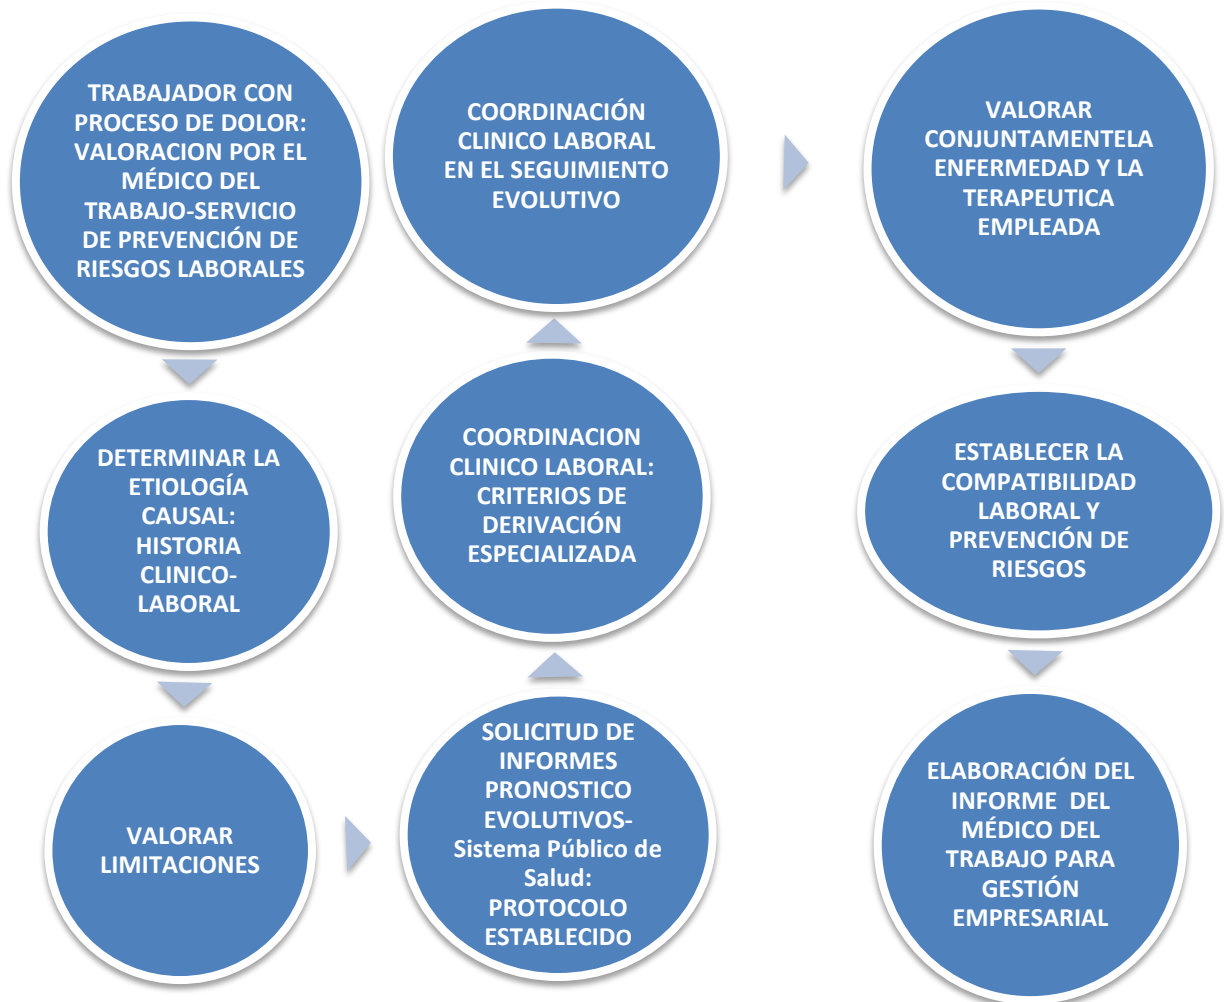 TRABAJADOR CON
PROCESO DE DOLOR:
VALORACION POR EL
MÉDICO DEL
TRABAJO-SERVICIO
DE PREVENCIÓN DE
RIESGOS LABORALES
DETERMINAR LA
ETIOLOGÍA
CAUSAL:
HISTORIA
CLINICO-
LABORAL
VALORAR
LIMITACIONES
SOLICITUD DE
INFORMES
PRONOSTICO
EVOLUTIVOS-
Sistema Público de
Salud:
PROTOCOLO
ESTABLECIDO
COORDINACION
CLINICO LABORAL:
CRITERIOS DE
DERIVACIÓN
ESPECIALIZADA
COORDINACIÓN
CLINICO LABORAL
EN EL SEGUIMIENTO
EVOLUTIVO
VALORAR
CONJUNTAMENTELA
ENFERMEDAD Y LA
TERAPEUTICA
EMPLEADA
ESTABLECER LA
COMPATIBILIDAD
LABORAL Y
PREVENCIÓN DE
RIESGOS
ELABORACIÓN DEL
INFORME  DEL
MÉDICO DEL
TRABAJO PARA
GESTIÓN
EMPRESARIAL